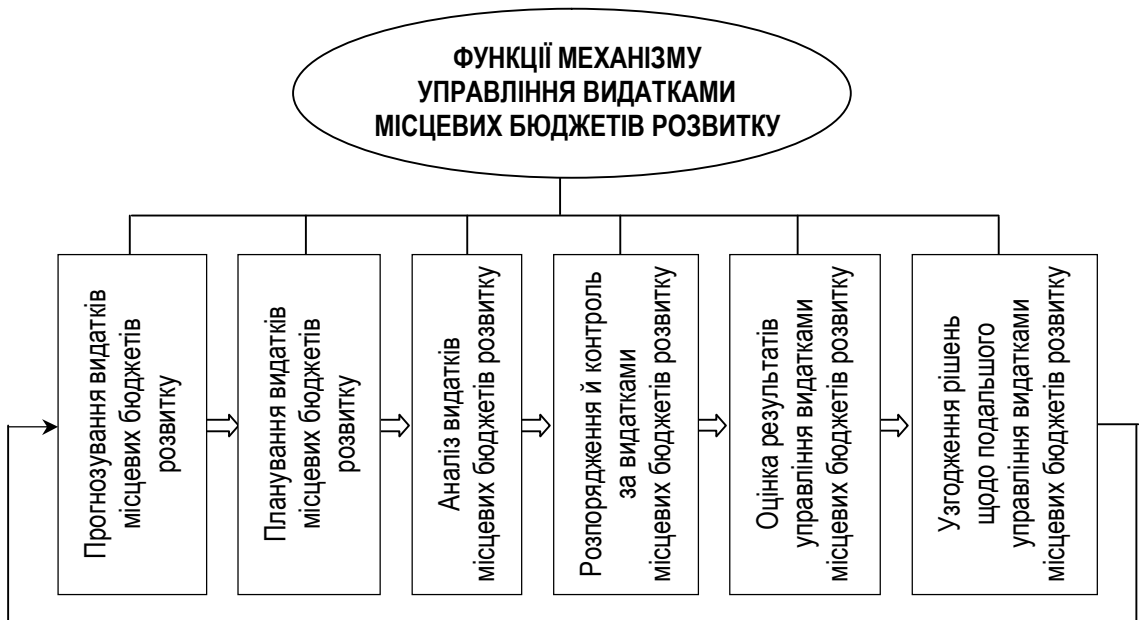 ФУНКЦІЇ МЕХАНІЗМУ
УПРАВЛІННЯ ВИДАТКАМИ
МІСЦЕВИХ БЮДЖЕТІВ РОЗВИТКУ
Прогнозування видатків
місцевих бюджетів
розвитку
Планування видатків
місцевих бюджетів
розвитку
Аналіз видатків
місцевих бюджетів розвитку
Розпорядження й контроль
за видатками
місцевих бюджетів розвитку
Оцінка результатів
управління видатками
місцевих бюджетів розвитку
Узгодження рішень
щодо подальшого
управління видатками
місцевих бюджетів розвитку